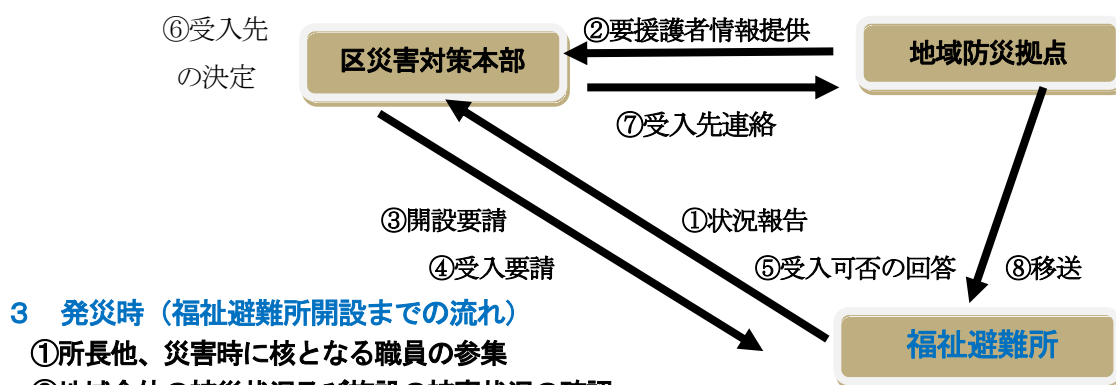 ⑥受入先
の決定
区災害対策本部
②要援護者情報提供
地域防災拠点
⑦受入先連絡
③開設要請
①状況報告
④受入要請
⑤受入可否の回答
⑧移送
3 発災時（福祉避難所開設までの流れ）
福祉避難所
①所長他、災害時に核となる職員の参集